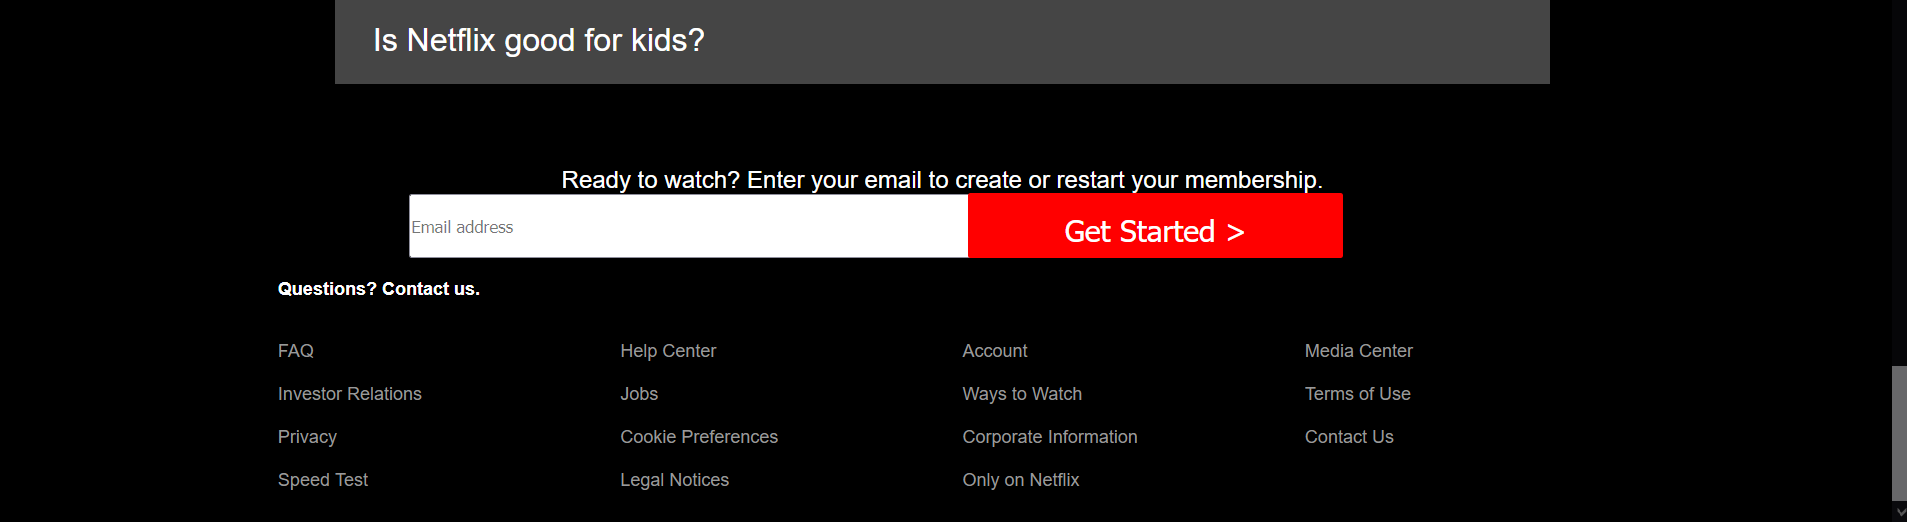 Is Netflix good for kids?
Ready to watch? Enter your email to create or restart your membership.
Email address
Get Started >
Questions? Contact us.
FAQ
Help Center
Account
Media Center
Investor Relations
Jobs
Ways to Watch
Terms of Use
Privacy
Cookie Preferences
Corporate Information
Contact Us
Speed Test
Legal Notices
Only on Netflix